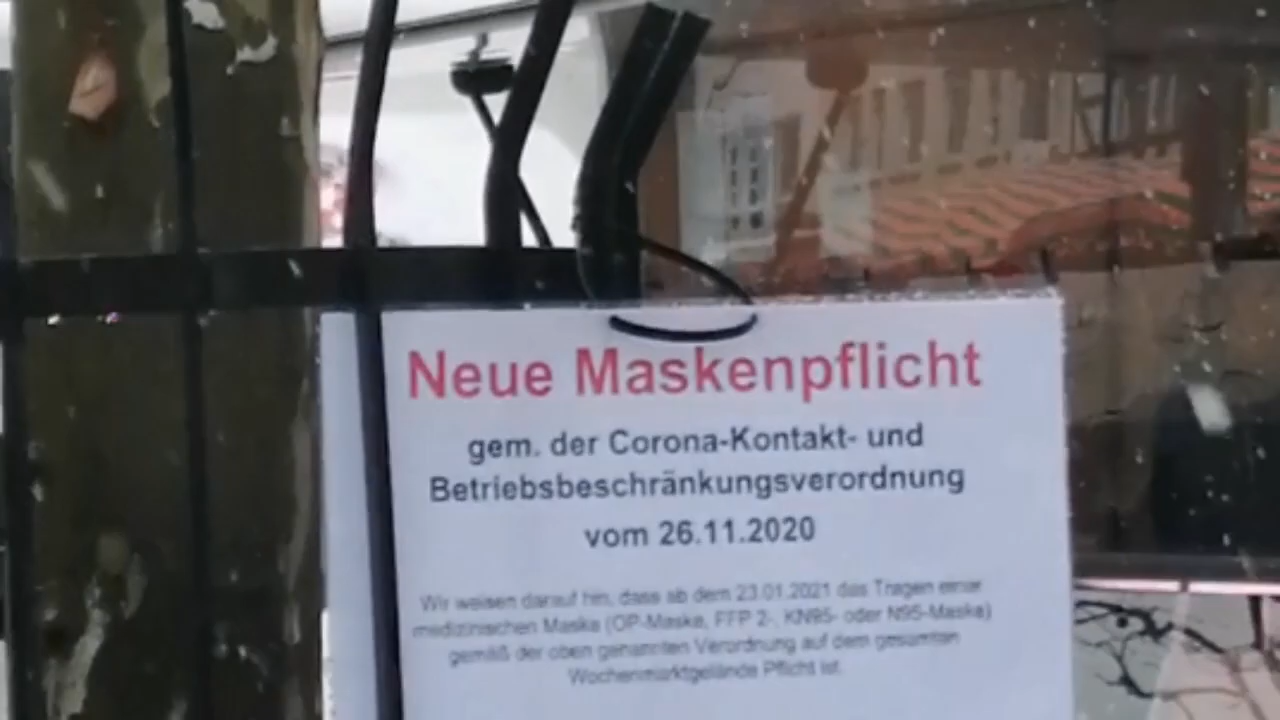 Neue Maskenpflicht
gem. der Corona-Kontakt- und
Betriebsbeschränkungsverordnung
vom 26.11.2020
Wir weisen darauf hin, dass ab dem 23.01.2021 das Tragen einer
medizinischen Maske (OP-Maske, FFP 2-, KN95- oder N95-Maske)
gemäß der oben genannten Verordnung auf dem gesamten
Wochenmarktgelände Pflicht ist.